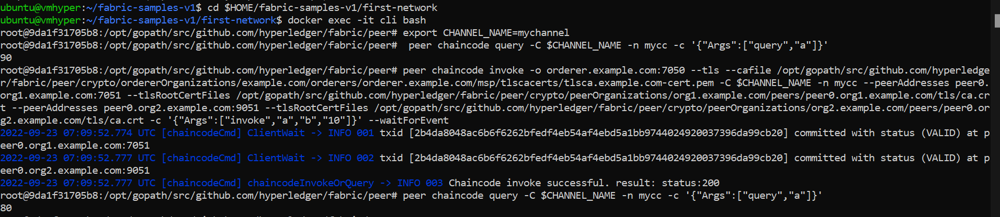 ubuntu@vmhyper:~/fabric-samples-v1$ cd $HOME/fabric-samples-v1/first-network
ubuntu@vmhyper:~/fabric-samples-v1/first-network$ docker exec -it cli bash
root@9da1f31705b8:/opt/gopath/src/github.com/hyperledger/fabric/peer# export CHANNEL_NAME=mychannel
root@9da1f31705b8:/opt/gopath/src/github.com/hyperledger/fabric/peer#  peer chaincode query -C $CHANNEL_NAME -n mycc -c '{"Args":["query","a"]}'
90
root@9da1f31705b8:/opt/gopath/src/github.com/hyperledger/fabric/peer# peer chaincode invoke -o orderer.example.com:7050 --tls --cafile /opt/gopath/src/github.com/hyperledge
r/fabric/peer/crypto/ordererOrganizations/example.com/orderers/orderer.example.com/msp/tlscacerts/tlsca.example.com-cert.pem -C $CHANNEL_NAME -n mycc --peerAddresses peer0.
org1.example.com:7051 --tlsRootCertFiles /opt/gopath/src/github.com/hyperledger/fabric/peer/crypto/peerOrganizations/org1.example.com/peers/peer0.org1.example.com/tls/ca.cr
t --peerAddresses peer0.org2.example.com:9051 --tlsRootCertFiles /opt/gopath/src/github.com/hyperledger/fabric/peer/crypto/peerOrganizations/org2.example.com/peers/peer0.or
g2.example.com/tls/ca.crt -c '{"Args":["invoke","a","b","10"]}' --waitForEvent
2022-09-23 07:09:52.774 UTC [chaincodeCmd] ClientWait -> INFO 001 txid [2b4da8048ac6b6f6262bfedf4eb54af4ebd5a1bb9744024920037396da99cb20] committed with status (VALID) at p
eer0.org1.example.com:7051
2022-09-23 07:09:52.777 UTC [chaincodeCmd] ClientWait -> INFO 002 txid [2b4da8048ac6b6f6262bfedf4eb54af4ebd5a1bb9744024920037396da99cb20] committed with status (VALID) at p
eer0.org2.example.com:9051
2022-09-23 07:09:52.777 UTC [chaincodeCmd] chaincodeInvokeOrQuery -> INFO 003 Chaincode invoke successful. result: status:200
root@9da1f31705b8:/opt/gopath/src/github.com/hyperledger/fabric/peer# peer chaincode query -C $CHANNEL_NAME -n mycc -c '{"Args":["query","a"]}'
80